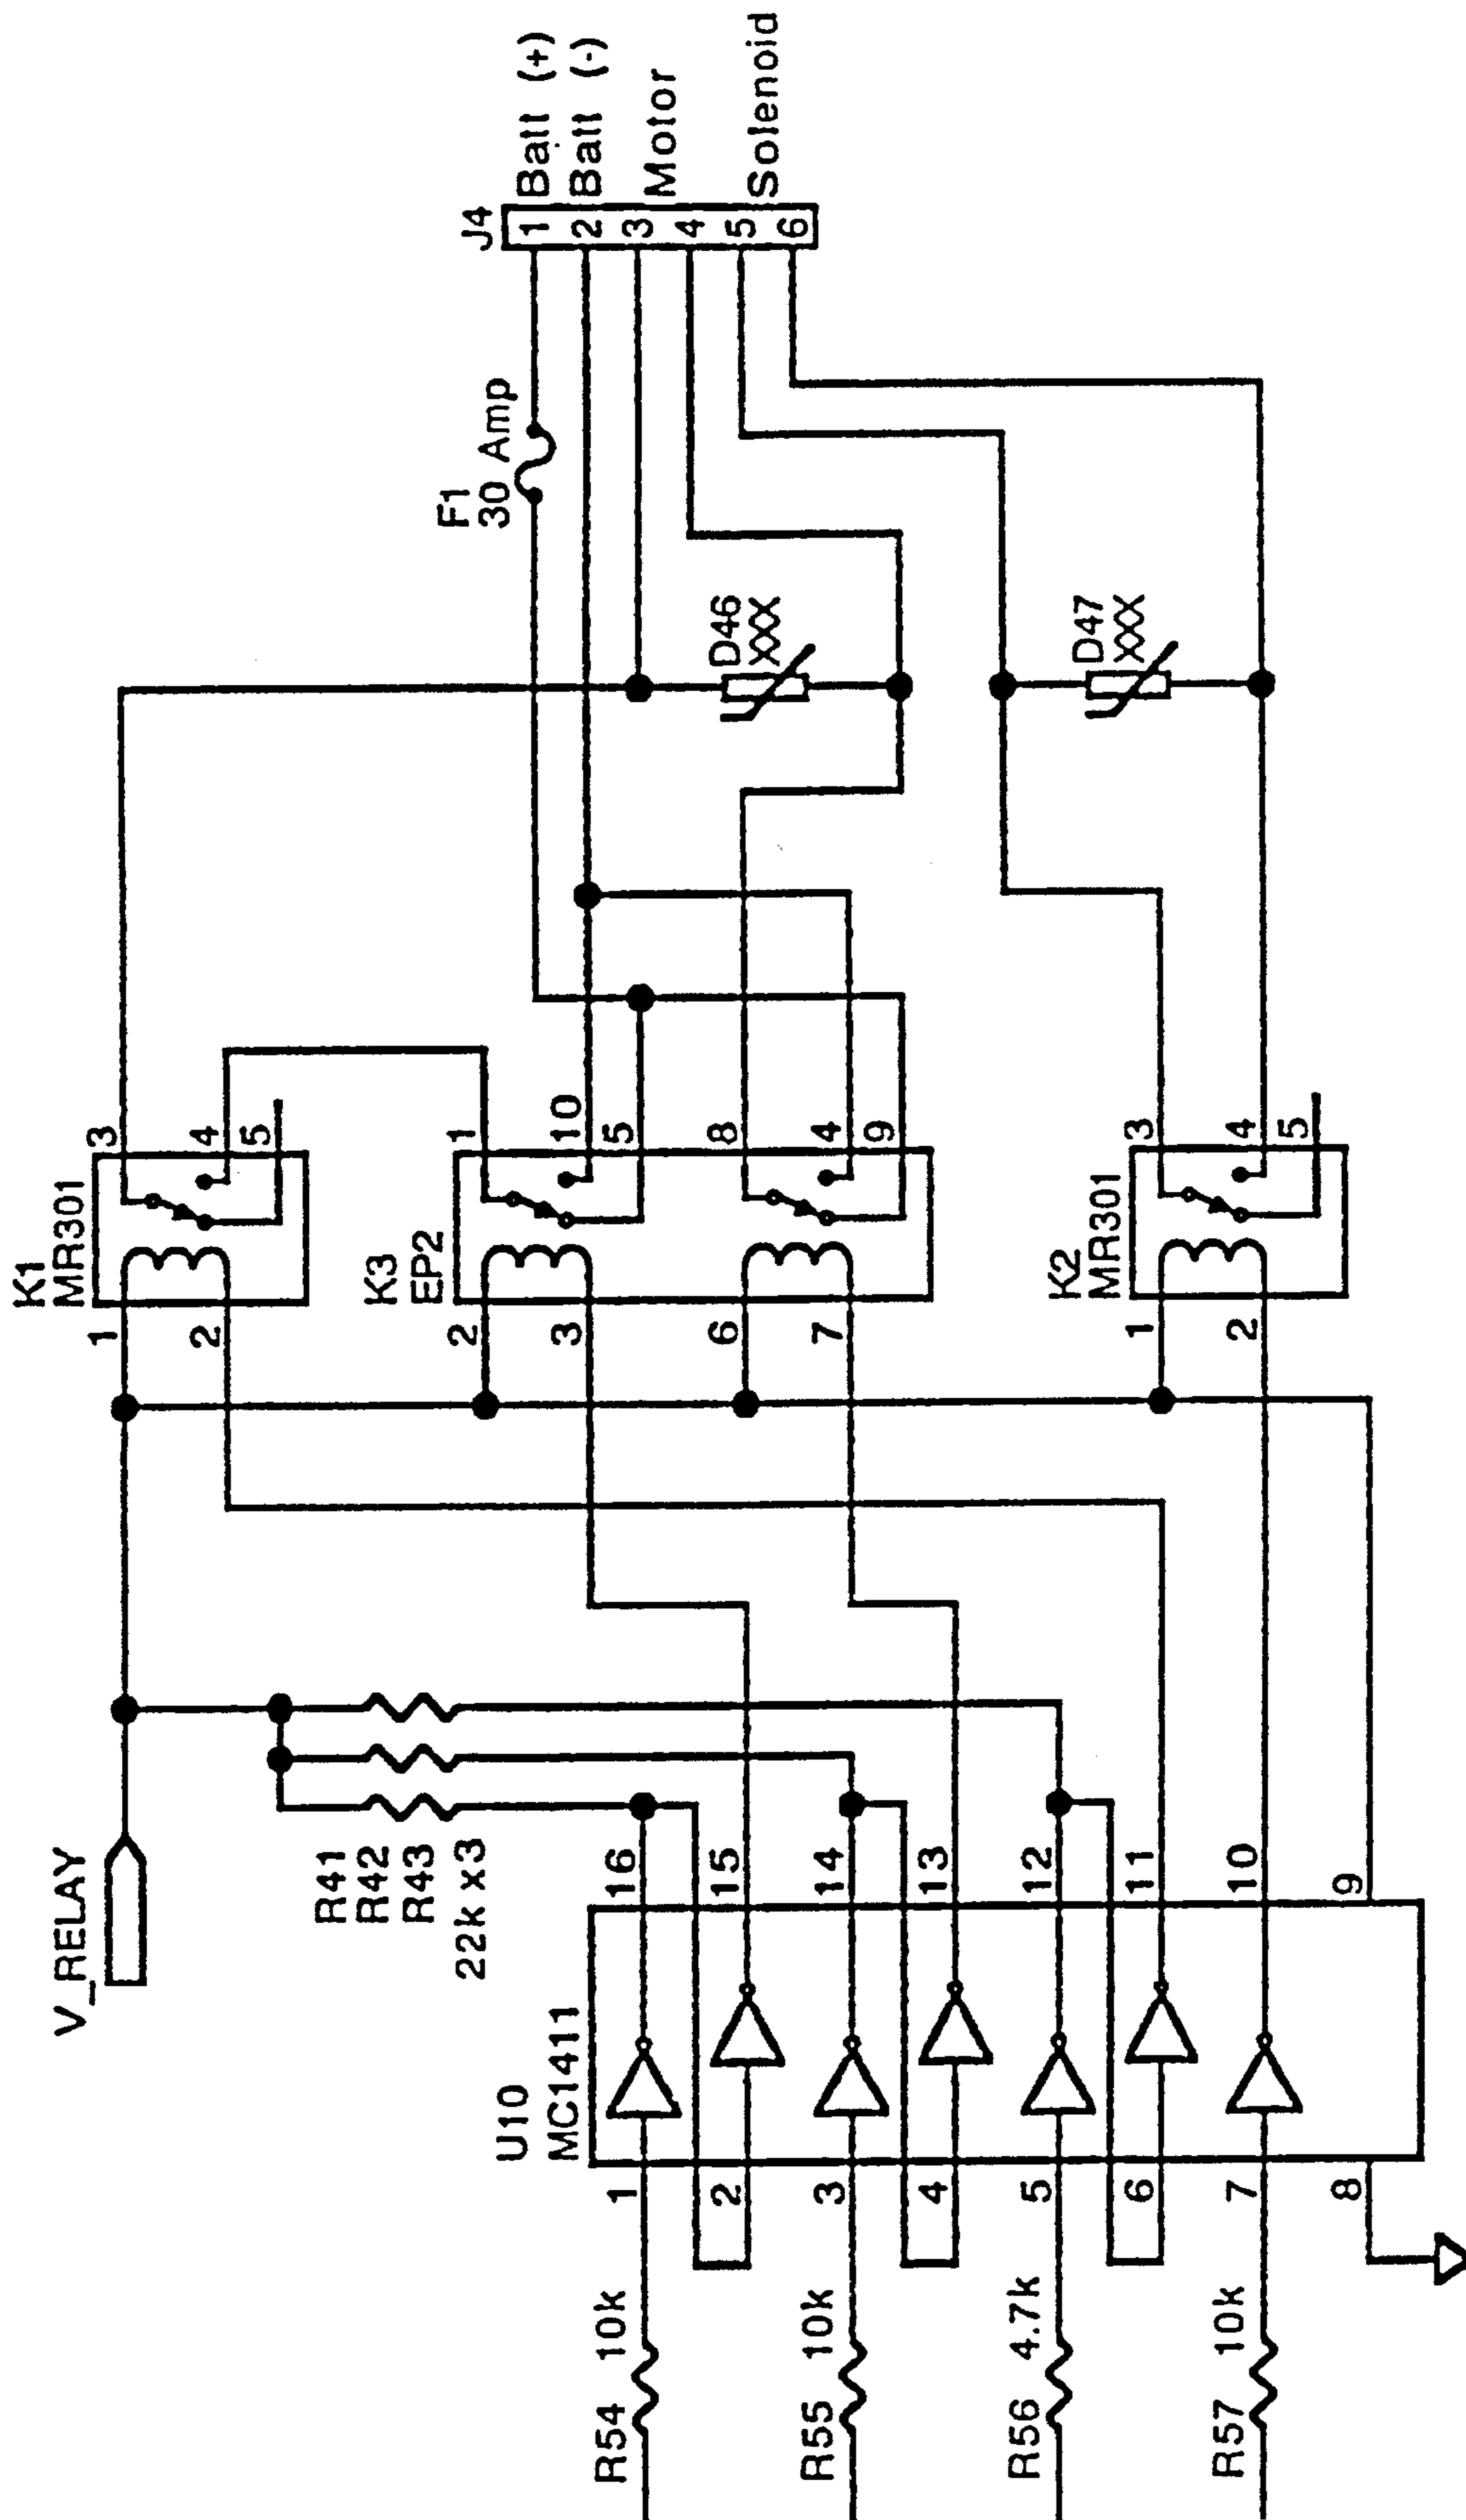 V_RELAY
K1
MR301
1
2
3
4
5
K3
EP2
2
3
6
7
1
10
5
8
4
9
K2
MR301
1
2
3
4
5
J4
1
2
3
4
5
6
Batt (+)
Batt (-)
Motor
Solenoid
F1
30 Amp
D46
XXX
D47
XXX
R41
R42
R43
22k x3
U10
MC1411
16
15
14
13
12
11
10
9
1
2
3
4
5
6
7
8
R54 10k
R55 10k
R56 4.7k
R57 10k